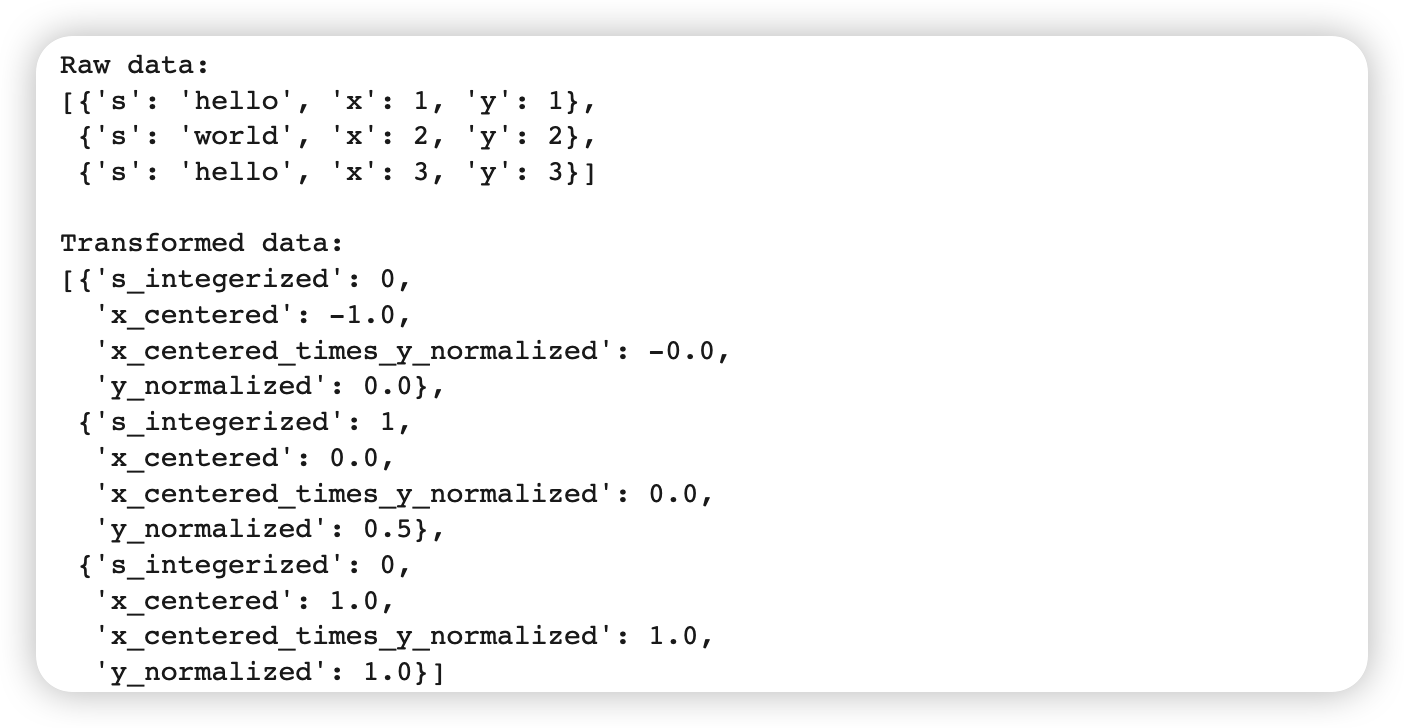 Raw data:
[{'s': 'hello', 'x': 1, 'y': 1},
 {'s': 'world', 'x': 2, 'y': 2},
 {'s': 'hello', 'x': 3, 'y': 3}]

Transformed data:
[{'s_integerized': 0,
  'x_centered': -1.0,
  'x_centered_times_y_normalized': -0.0,
  'y_normalized': 0.0},
 {'s_integerized': 1,
  'x_centered': 0.0,
  'x_centered_times_y_normalized': 0.0,
  'y_normalized': 0.5},
 {'s_integerized': 0,
  'x_centered': 1.0,
  'x_centered_times_y_normalized': 1.0,
  'y_normalized': 1.0}]